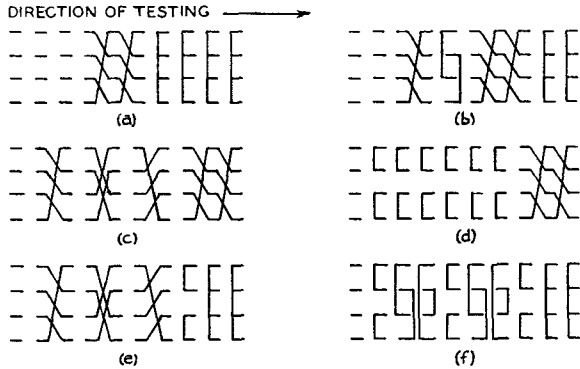 DIRECTION OF TESTING
(a)
(b)
(c)
(d)
(e)
(f)